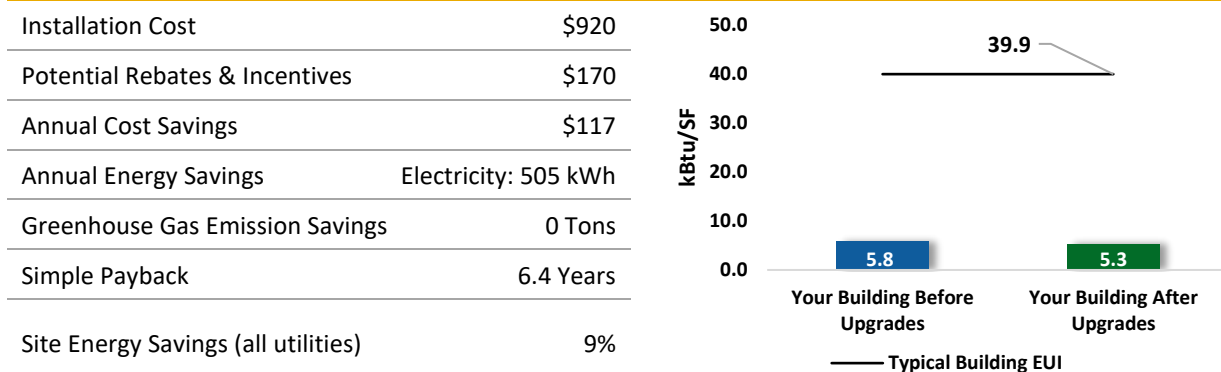 Installation Cost $920
Potential Rebates & Incentives $170
Annual Cost Savings $117
Annual Energy Savings Electricity: 505 kWh
Greenhouse Gas Emission Savings 0 Tons
Simple Payback 6.4 Years
Site Energy Savings (all utilities) 9%
kBtu/SF
50.0
40.0
30.0
20.0
10.0
0.0
39.9
5.8
5.3
Your Building Before
Upgrades
Your Building After
Upgrades
Typical Building EUI